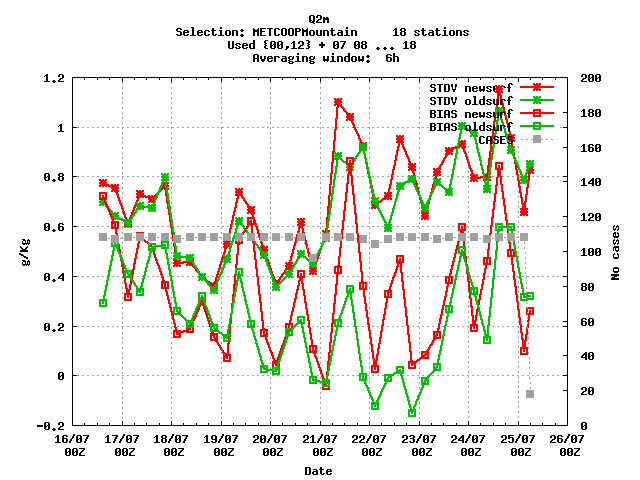 Q2m
Selection: METCOOPMountain     18 stations
Used {00,12} + 07 08 ... 18
Averaging window:  6h
1.2
1
0.8
0.6
0.4
0.2
0
-0.2
g/Kg
200
180
160
140
120
100
80
60
40
20
0
No cases
STDV newsurf
STDV oldsurf
BIAS newsurf
BIAS oldsurf
CASES
16/07 17/07 18/07 19/07 20/07 21/07 22/07 23/07 24/07 25/07 26/07
00Z 00Z 00Z 00Z 00Z 00Z 00Z 00Z 00Z 00Z 00Z
Date